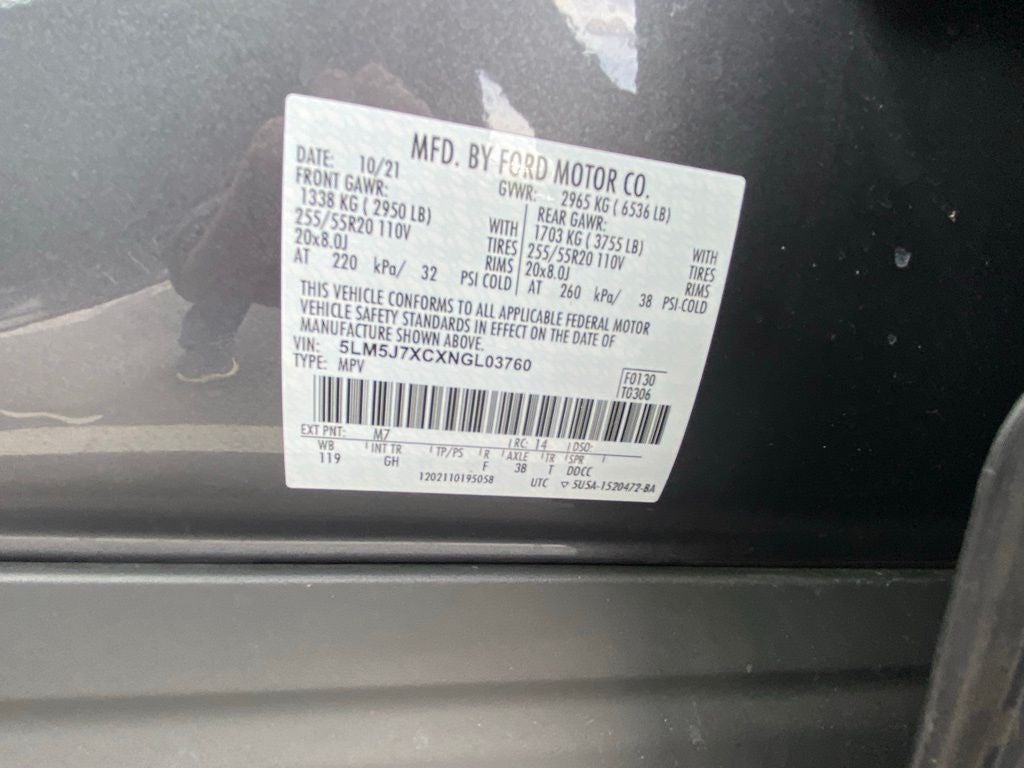 MFD. BY FORD MOTOR CO.
DATE: 10/21 GVWR: 2965 KG ( 6536 LB)
FRONT GAWR: REAR GAWR:
1338 KG ( 2950 LB) WITH 1703 KG ( 3755 LB) WITH
255/55R20 110V TIRES 255/55R20 110V TIRES
20x8.0J RIMS 20x8.0J RIMS
AT 220 kPa/ 32 PSI COLD AT 260 kPa/ 38 PSI-COLD
THIS VEHICLE CONFORMS TO ALL APPLICABLE FEDERAL MOTOR
VEHICLE SAFETY STANDARDS IN EFFECT ON THE DATE OF
MANUFACTURE SHOWN ABOVE.
VIN: 5LM5J7XCXNGL03760
TYPE: MPV
F0130
T0306
EXT PNT: M7 RC: 14 DSO:
WB INT TR TP/PS R AXLE TR SPR
119 GH F 3B T DDCC
1202110195058 UTC ▽ 5USA-1520472-BA